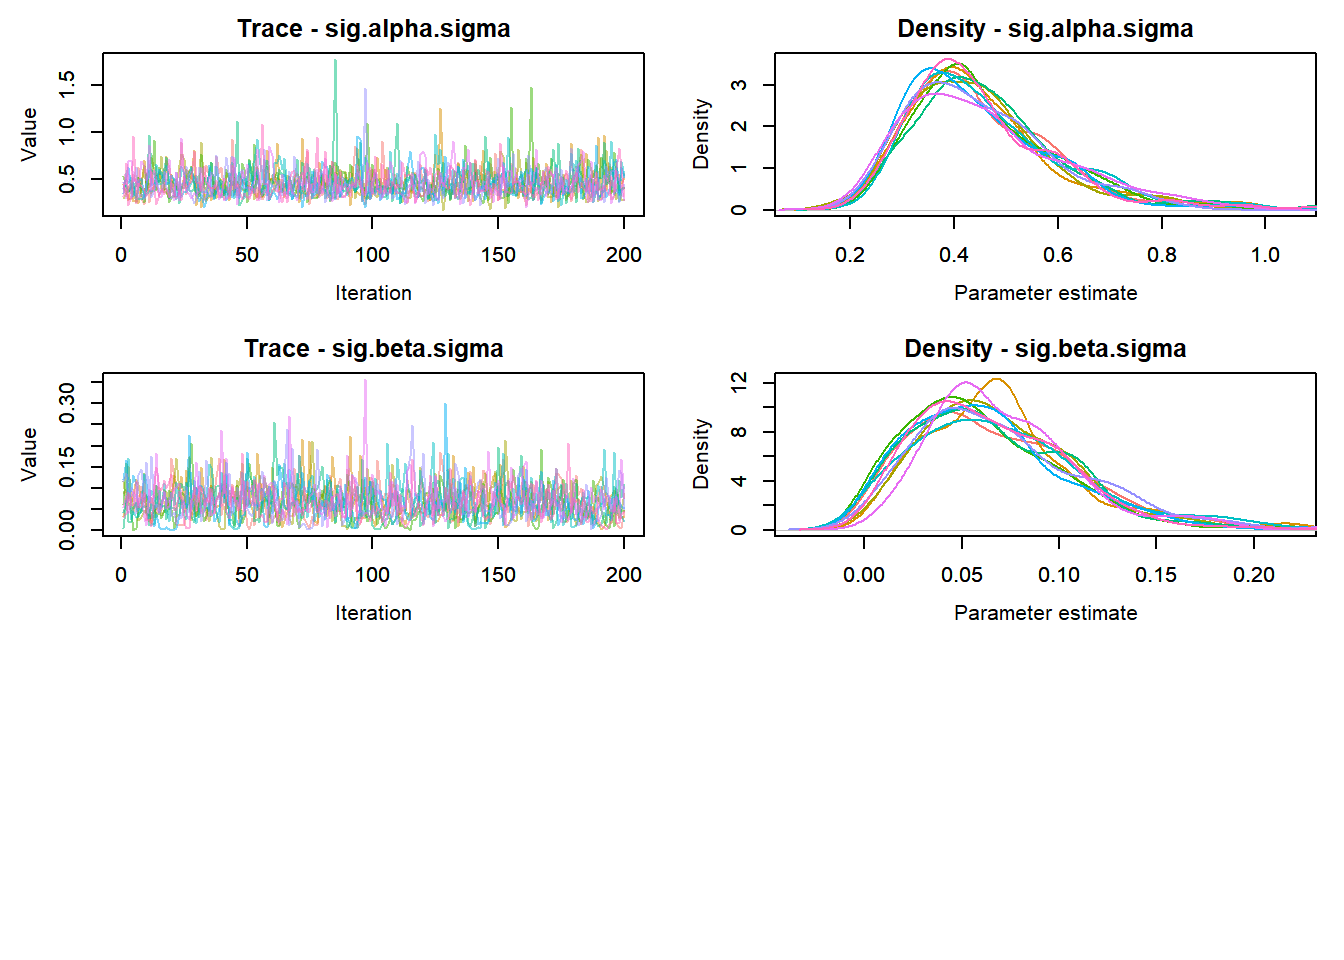 Trace - sig.alpha.sigma
Value
0.5 1.0 1.5
0 50 100 150 200
Iteration
Density - sig.alpha.sigma
Density
0 1 2 3
0.2 0.4 0.6 0.8 1.0
Parameter estimate
Trace - sig.beta.sigma
Value
0.00 0.15 0.30
0 50 100 150 200
Iteration
Density - sig.beta.sigma
Density
0 4 8 12
0.00 0.05 0.10 0.15 0.20
Parameter estimate